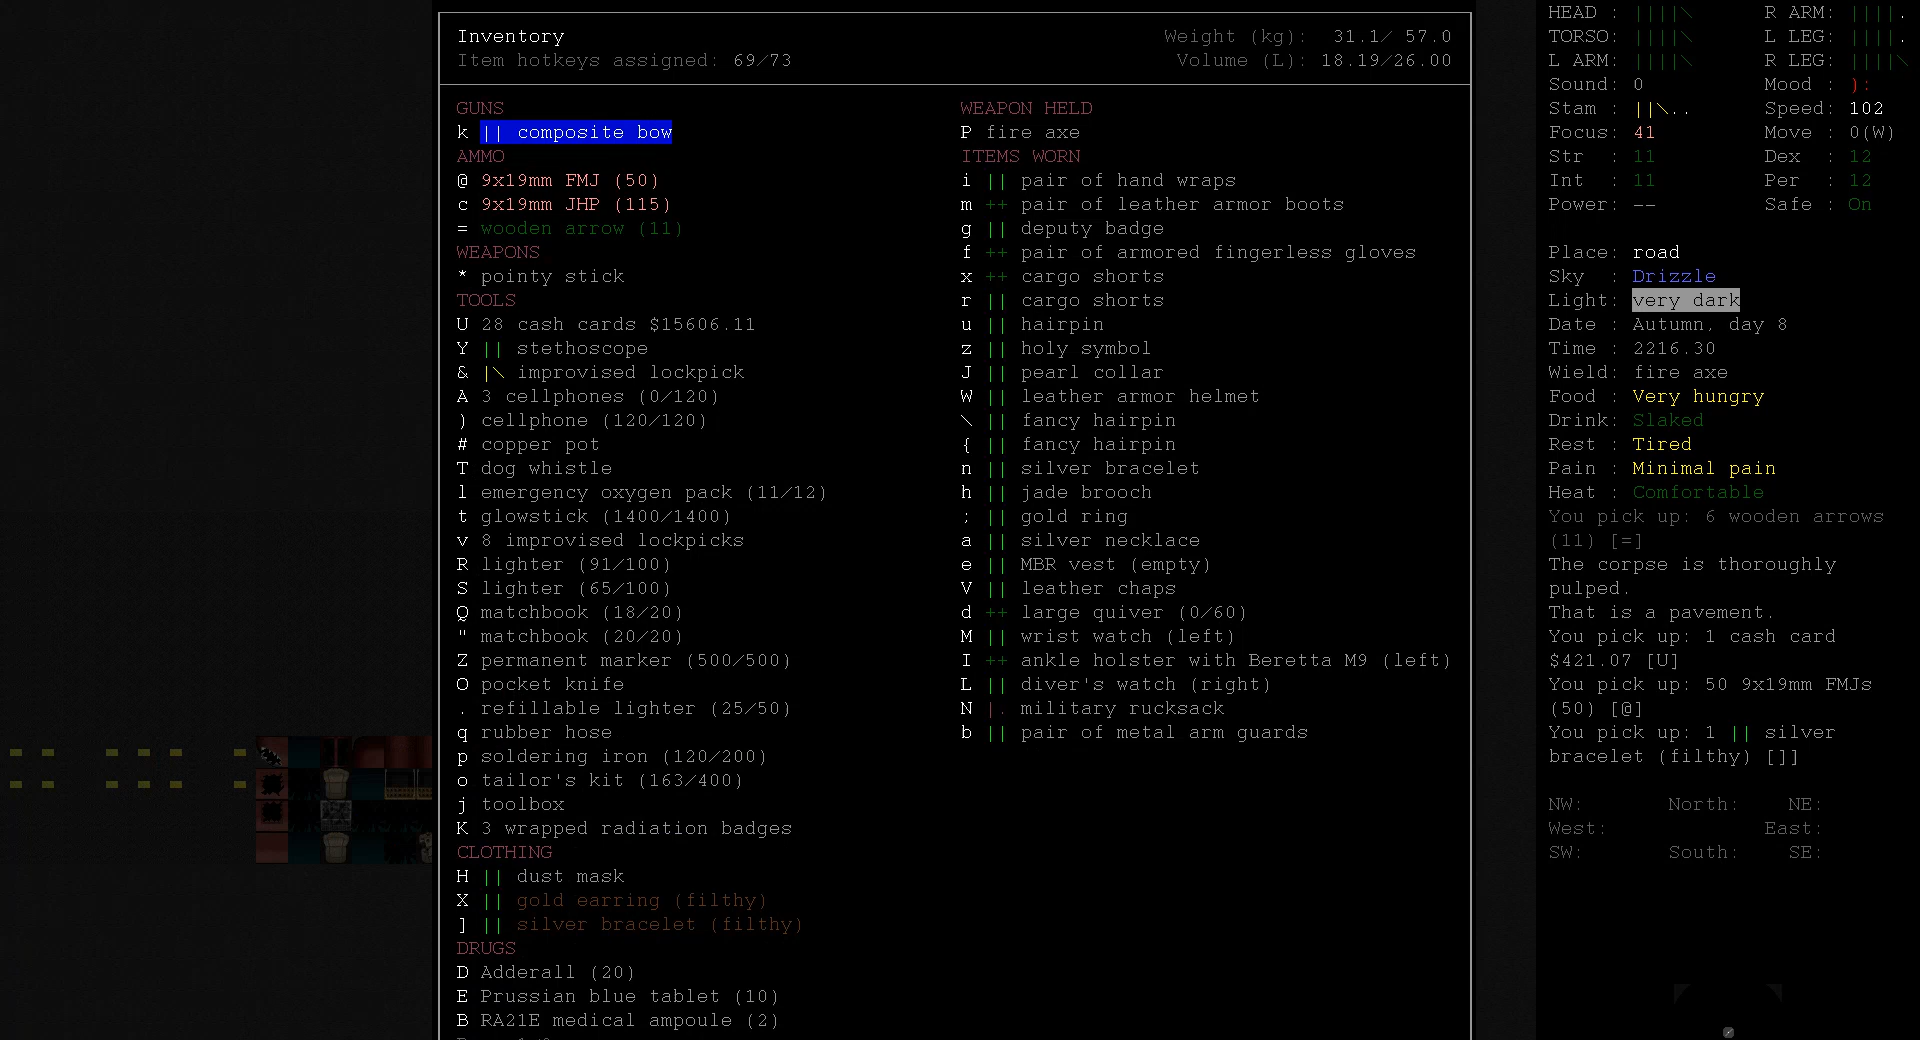 Inventory
Weight (kg): 31.1/ 57.0
Item hotkeys assigned: 69/73
Volume (L): 18.19/26.00
GUNS
k || composite bow
AMMO
@ 9x19mm FMJ (50)
c 9x19mm JHP (115)
= wooden arrow (11)
WEAPONS
* pointy stick
TOOLS
U 28 cash cards $15606.11
Y || stethoscope
& |\ improvised lockpick
A 3 cellphones (0/120)
) cellphone (120/120)
# copper pot
T dog whistle
l emergency oxygen pack (11/12)
t glowstick (1400/1400)
v 8 improvised lockpicks
R lighter (91/100)
S lighter (65/100)
Q matchbook (18/20)
" matchbook (20/20)
Z permanent marker (500/500)
O pocket knife
. refillable lighter (25/50)
q rubber hose
p soldering iron (120/200)
o tailor's kit (163/400)
j toolbox
K 3 wrapped radiation badges
CLOTHING
H || dust mask
X || gold earring (filthy)
] || silver bracelet (filthy)
DRUGS
D Adderall (20)
E Prussian blue tablet (10)
B RA21E medical ampoule (2)
WEAPON HELD
P fire axe
ITEMS WORN
i || pair of hand wraps
m ++ pair of leather armor boots
g || deputy badge
f ++ pair of armored fingerless gloves
x ++ cargo shorts
r || cargo shorts
u || hairpin
z || holy symbol
J || pearl collar
W || leather armor helmet
\ || fancy hairpin
{ || fancy hairpin
n || silver bracelet
h || jade brooch
; || gold ring
a || silver necklace
e || MBR vest (empty)
V || leather chaps
d ++ large quiver (0/60)
M || wrist watch (left)
I ++ ankle holster with Beretta M9 (left)
L || diver's watch (right)
N |. military rucksack
b || pair of metal arm guards
HEAD : ||||\ R ARM: ||||.
TORSO: ||||\ L LEG: ||||.
L ARM: ||||\ R LEG: ||||\
Sound: 0 Mood : ):
Stam : ||\.. Speed: 102
Focus: 41 Move : 0(W)
Str : 11 Dex : 12
Int : 11 Per : 12
Power: -- Safe : On
Place: road
Sky : Drizzle
Light: very dark
Date : Autumn, day 8
Time : 2216.30
Wield: fire axe
Food : Very hungry
Drink: Slaked
Rest : Tired
Pain : Minimal pain
Heat : Comfortable
You pick up: 6 wooden arrows
(11) [=]
The corpse is thoroughly
pulped.
That is a pavement.
You pick up: 1 cash card
$421.07 [U]
You pick up: 50 9x19mm FMJs
(50) [@]
You pick up: 1 || silver
bracelet (filthy) []]
NW: North: NE:
West: East:
SW: South: SE: